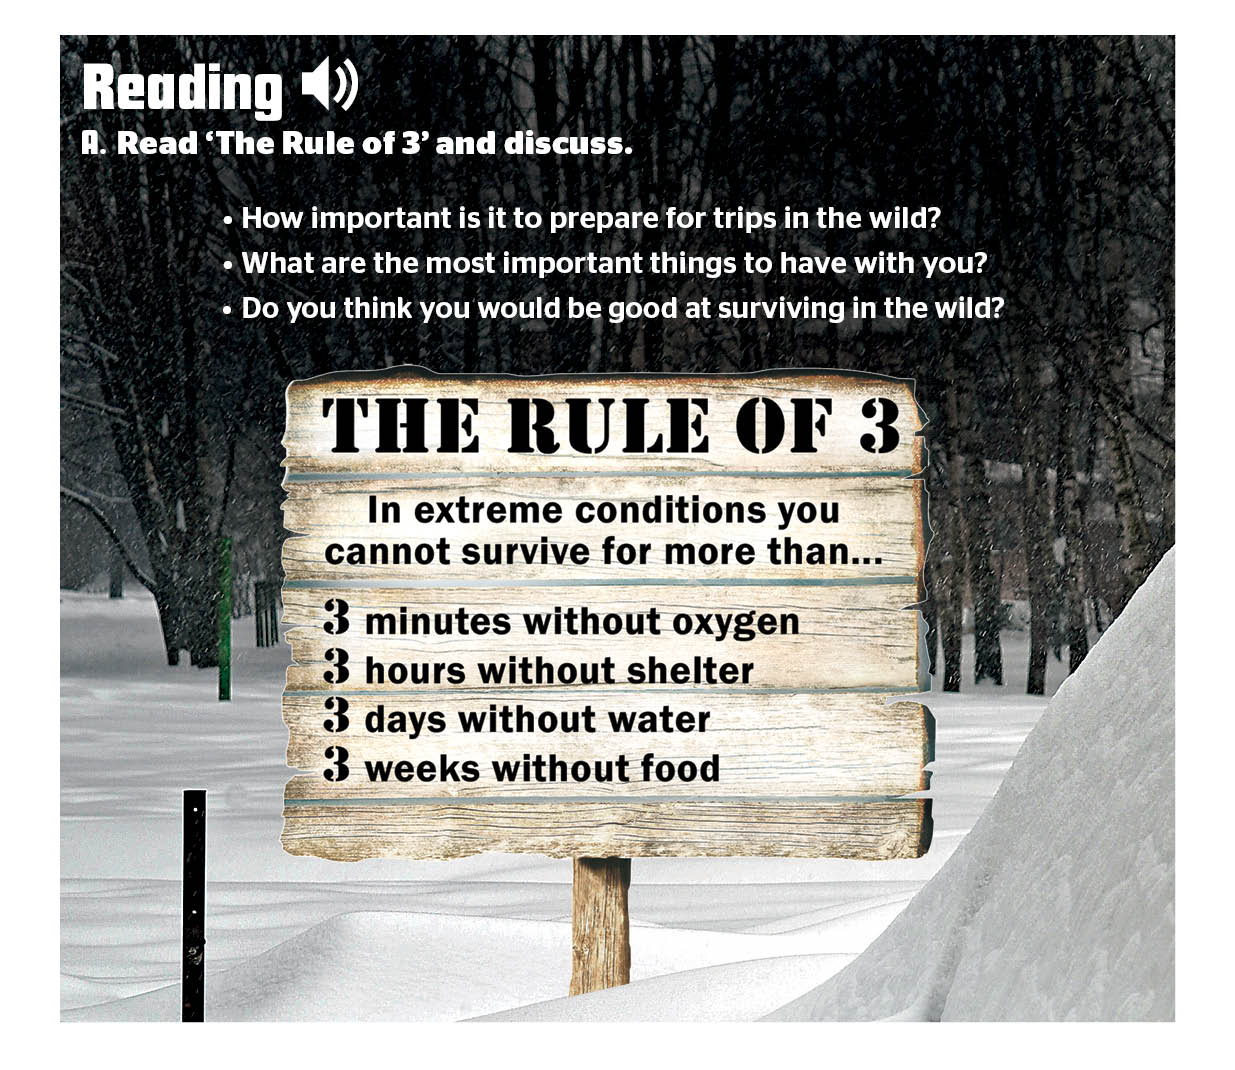 Reading
A. Read ‘The Rule of 3’ and discuss.
• How important is it to prepare for trips in the wild?
• What are the most important things to have with you?
• Do you think you would be good at surviving in the wild?
THE RULE OF 3
In extreme conditions you
cannot survive for more than...
3 minutes without oxygen
3 hours without shelter
3 days without water
3 weeks without food